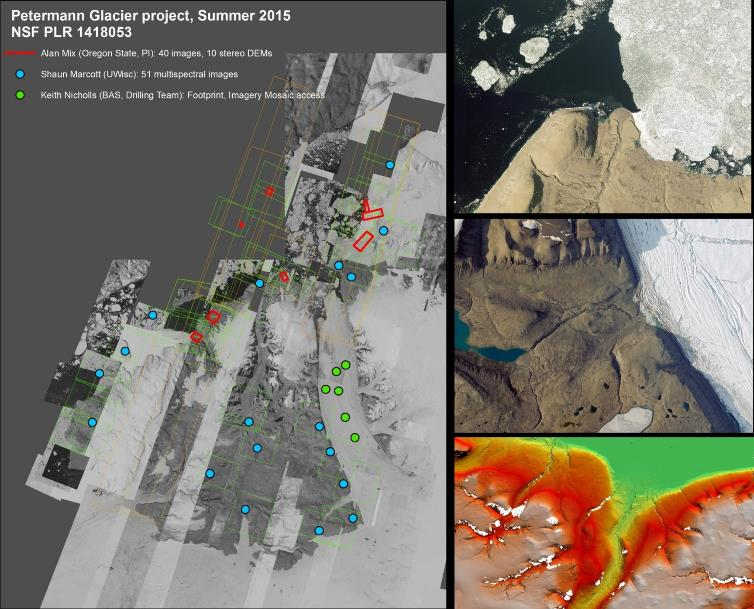 Petermann Glacier project, Summer 2015
NSF PLR 1418053
Alan Mix (Oregon State, PI): 40 images, 10 stereo DEMs
Shaun Marcott (UWisc): 51 multispectral images
Keith Nicholls (BAS, Drilling Team): Footprint, Imagery Mosaic access